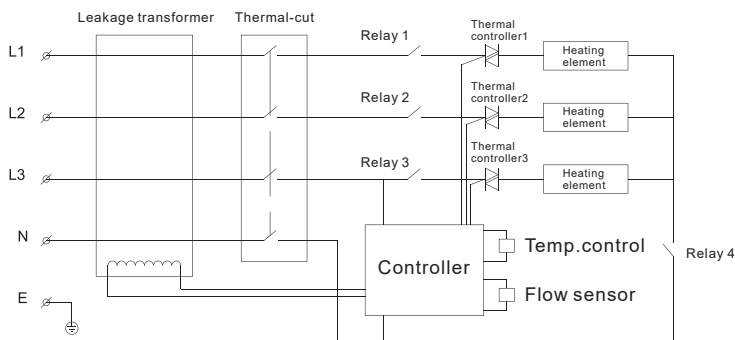 Leakage transformer
Thermal-cut
L1
Relay 1
Thermal
controller1
Heating
element
L2
Relay 2
Thermal
controller2
Heating
element
L3
Relay 3
Thermal
controller3
Heating
element
N
Controller
Temp.control
Relay 4
Flow sensor
E